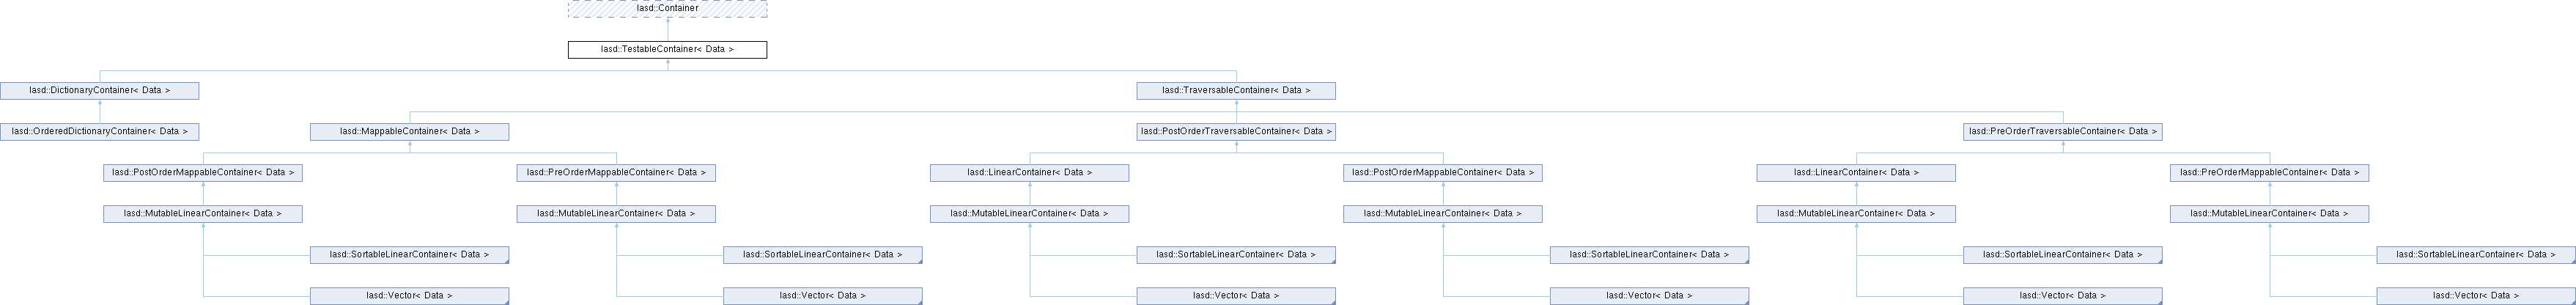 lasd::Container
lasd::TestableContainer< Data >
lasd::DictionaryContainer< Data >
lasd::TraversableContainer< Data >
lasd::OrderedDictionaryContainer< Data >
lasd::MappableContainer< Data >
lasd::PostOrderTraversableContainer< Data >
lasd::PreOrderTraversableContainer< Data >
lasd::PostOrderMappableContainer< Data >
lasd::PreOrderMappableContainer< Data >
lasd::LinearContainer< Data >
lasd::PostOrderMappableContainer< Data >
lasd::LinearContainer< Data >
lasd::PreOrderMappableContainer< Data >
lasd::MutableLinearContainer< Data >
lasd::MutableLinearContainer< Data >
lasd::MutableLinearContainer< Data >
lasd::MutableLinearContainer< Data >
lasd::MutableLinearContainer< Data >
lasd::MutableLinearContainer< Data >
lasd::SortableLinearContainer< Data >
lasd::SortableLinearContainer< Data >
lasd::SortableLinearContainer< Data >
lasd::SortableLinearContainer< Data >
lasd::SortableLinearContainer< Data >
lasd::SortableLinearContainer< Data >
lasd::Vector< Data >
lasd::Vector< Data >
lasd::Vector< Data >
lasd::Vector< Data >
lasd::Vector< Data >
lasd::Vector< Data >